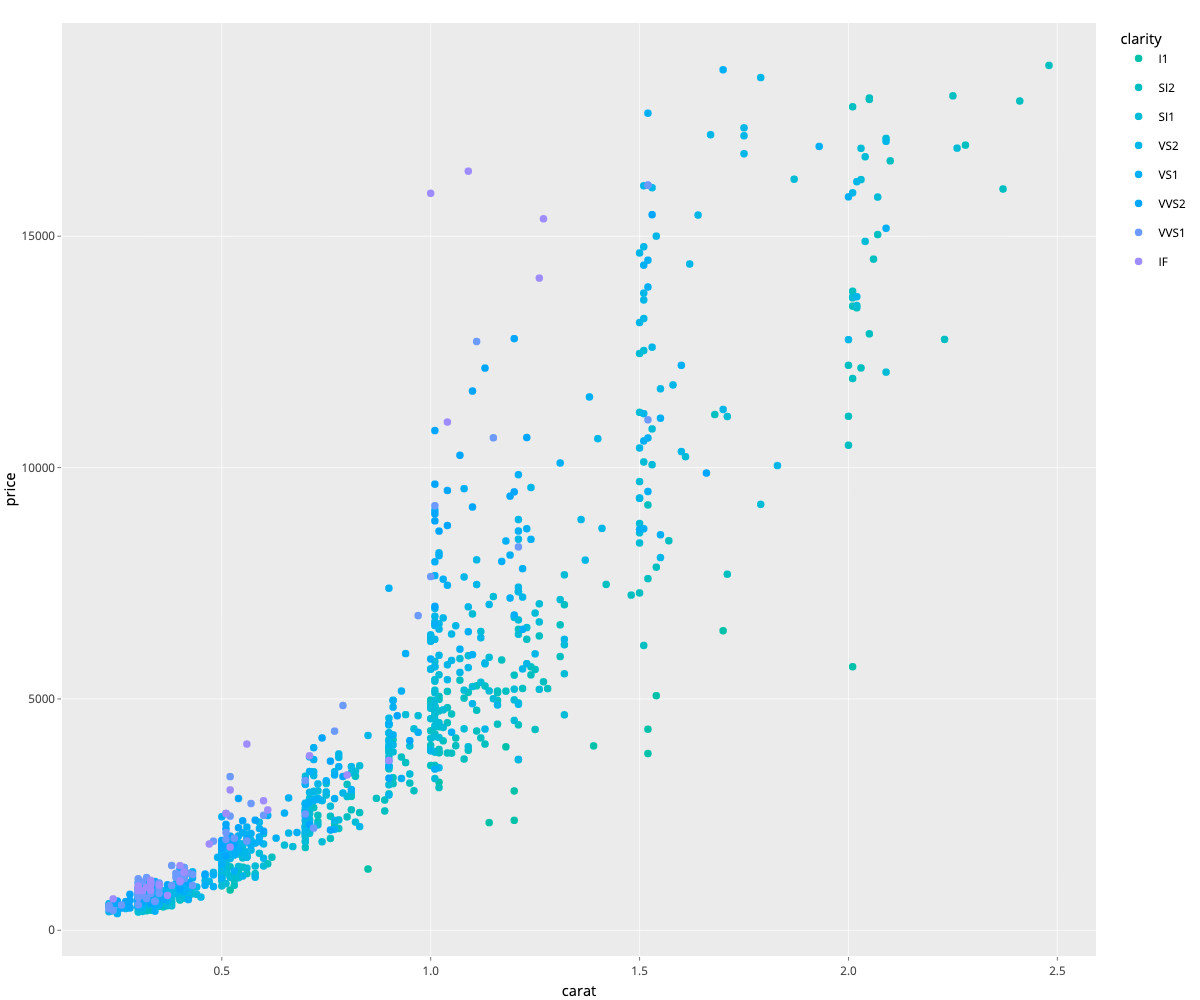 clarity
I1
SI2
SI1
VS2
VS1
VVS2
VVS1
IF
price
15000
10000
5000
0
0.5
1.0
1.5
2.0
2.5
carat